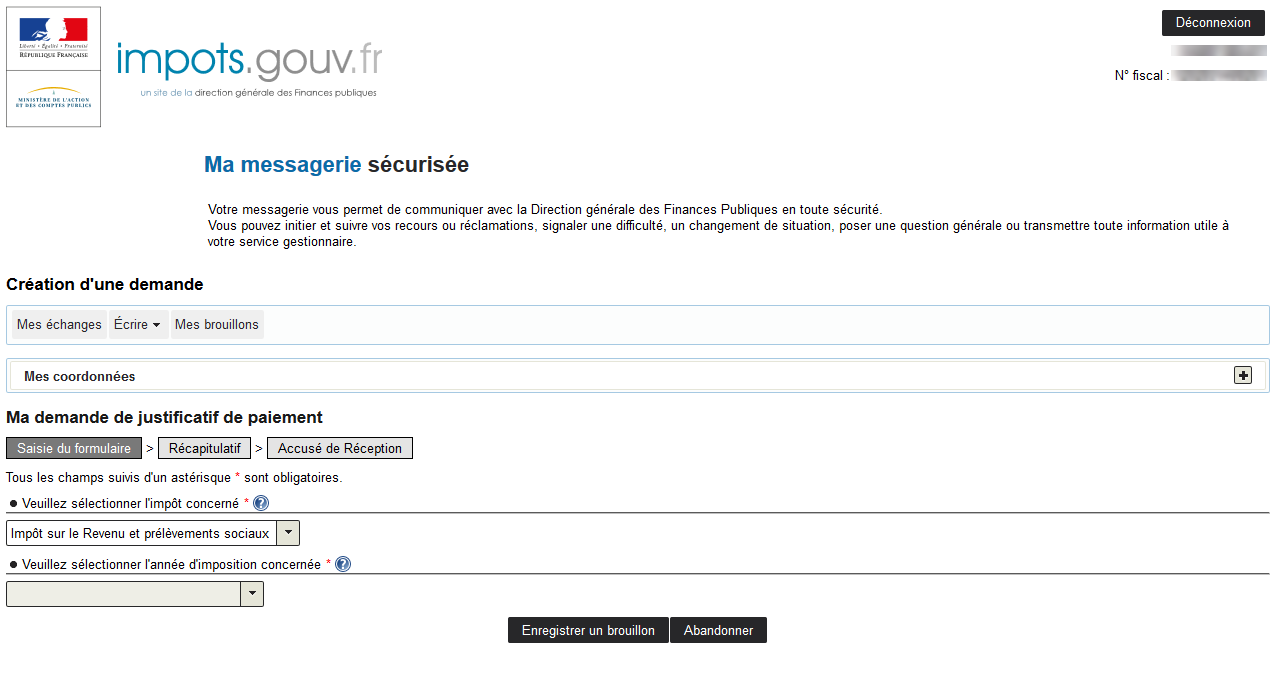 Déconnexion
Liberté • Égalité • Fraternité
RÉPUBLIQUE FRANÇAISE
impots.gouv.fr
N° fiscal :
un site de la direction générale des Finances publiques
MINISTÈRE DE L'ACTION
ET DES COMPTES PUBLICS
Ma messagerie sécurisée
Votre messagerie vous permet de communiquer avec la Direction générale des Finances Publiques en toute sécurité.
Vous pouvez initier et suivre vos recours ou réclamations, signaler une difficulté, un changement de situation, poser une question générale ou transmettre toute information utile à
votre service gestionnaire.
Création d'une demande
Mes échanges Écrire Mes brouillons
Mes coordonnées
Ma demande de justificatif de paiement
Saisie du formulaire > Récapitulatif > Accusé de Réception
Tous les champs suivis d'un astérisque * sont obligatoires.
● Veuillez sélectionner l'impôt concerné * ?
Impôt sur le Revenu et prélèvements sociaux
● Veuillez sélectionner l'année d'imposition concernée * ?
Enregistrer un brouillon Abandonner